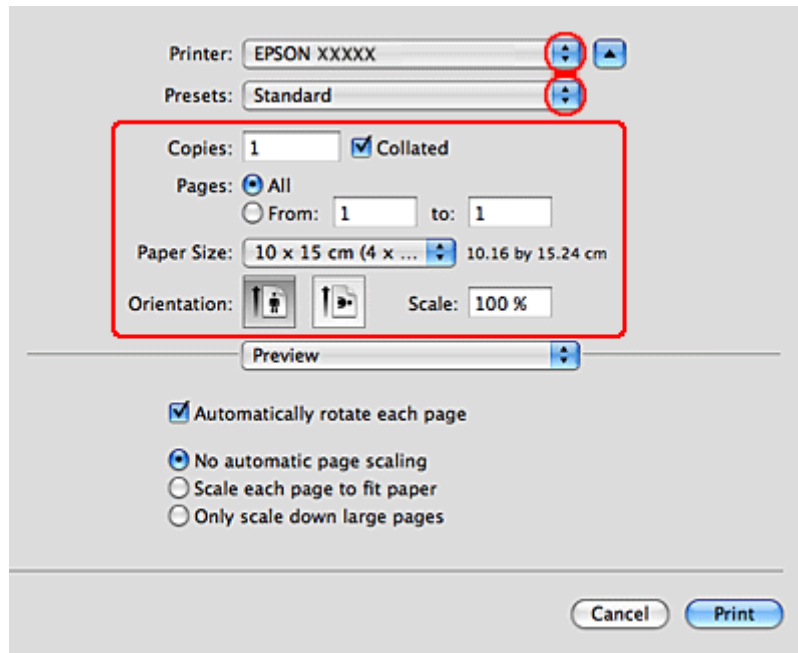 Printer: EPSON XXXXX
Presets: Standard
Copies: 1 Collated
Pages: All
From: 1 to: 1
Paper Size: 10 x 15 cm (4 x ... 10.16 by 15.24 cm
Orientation: Scale: 100 %
Preview
Automatically rotate each page
No automatic page scaling
Scale each page to fit paper
Only scale down large pages
Cancel Print